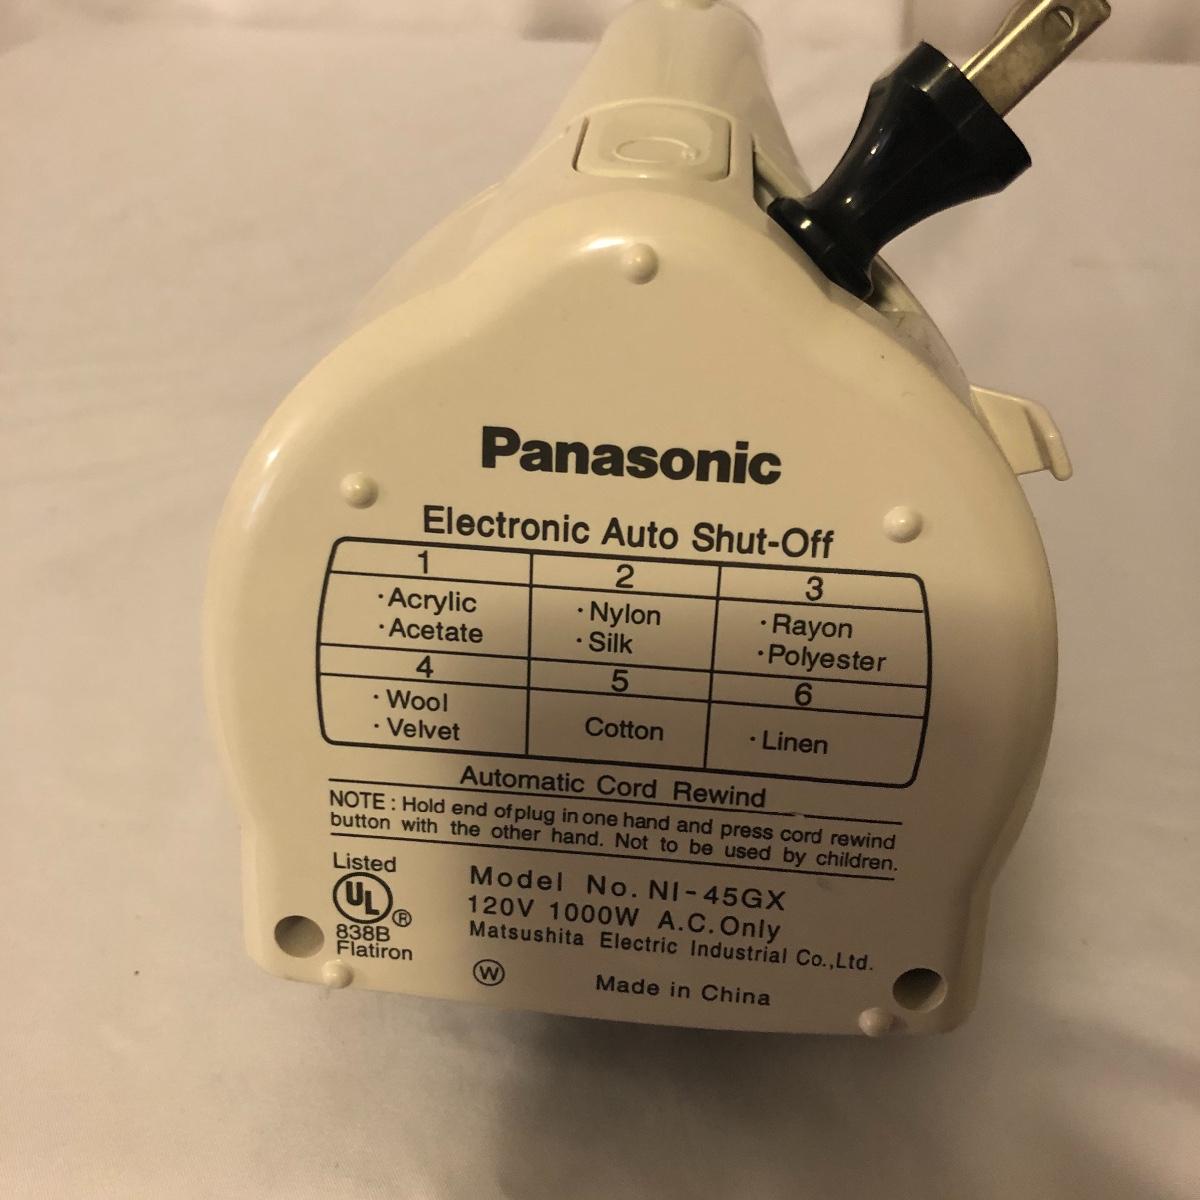 Panasonic
Electronic Auto Shut-Off
1 2 3
·Acrylic ·Nylon ·Rayon
·Acetate ·Silk ·Polyester
4 5 6
·Wool Cotton ·Linen
·Velvet
Automatic Cord Rewind
NOTE : Hold end of plug in one hand and press cord rewind
button with the other hand. Not to be used by children.
Listed
UL ®
838B
Flatiron
Model No. NI-45GX
120V 1000W A.C.Only
Matsushita Electric Industrial Co.,Ltd.
W
Made in China